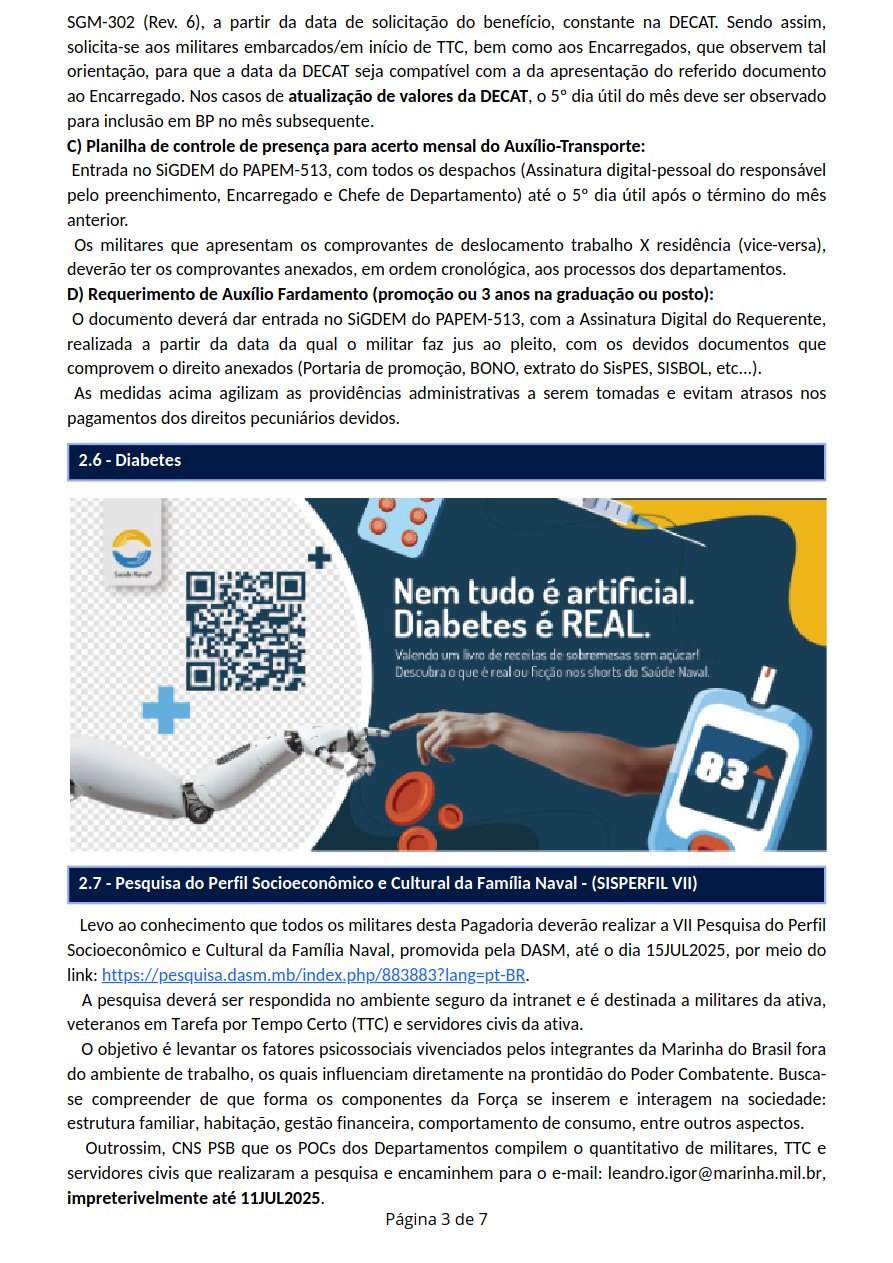 SGM-302 (Rev. 6), a partir da data de solicitação do benefício, constante na DECAT. Sendo assim,
solicita-se aos militares embarcados/em início de TTC, bem como aos Encarregados, que observem tal
orientação, para que a data da DECAT seja compatível com a da apresentação do referido documento
ao Encarregado. Nos casos de atualização de valores da DECAT, o 5º dia útil do mês deve ser observado
para inclusão em BP no mês subsequente.
C) Planilha de controle de presença para acerto mensal do Auxílio-Transporte:
Entrada no SiGDEM do PAPEM-513, com todos os despachos (Assinatura digital-pessoal do responsável
pelo preenchimento, Encarregado e Chefe de Departamento) até o 5º dia útil após o término do mês
anterior.
Os militares que apresentam os comprovantes de deslocamento trabalho X residência (vice-versa),
deverão ter os comprovantes anexados, em ordem cronológica, aos processos dos departamentos.
D) Requerimento de Auxílio Fardamento (promoção ou 3 anos na graduação ou posto):
O documento deverá dar entrada no SiGDEM do PAPEM-513, com a Assinatura Digital do Requerente,
realizada a partir da data da qual o militar faz jus ao pleito, com os devidos documentos que
comprovem o direito anexados (Portaria de promoção, BONO, extrato do SisPES, SISBOL, etc...).
As medidas acima agilizam as providências administrativas a serem tomadas e evitam atrasos nos
pagamentos dos direitos pecuniários devidos.
2.6 - Diabetes
Saúde Naval
Nem tudo é artificial.
Diabetes é REAL.
Valendo um livro de receitas de sobremesas sem açúcar!
Descubra o que é real ou ficção nos shorts do Saúde Naval.
83
2.7 - Pesquisa do Perfil Socioeconômico e Cultural da Família Naval - (SISPERFIL VII)
Levo ao conhecimento que todos os militares desta Pagadoria deverão realizar a VII Pesquisa do Perfil
Socioeconômico e Cultural da Família Naval, promovida pela DASM, até o dia 15JUL2025, por meio do
link: https://pesquisa.dasm.mb/index.php/883883?lang=pt-BR.
A pesquisa deverá ser respondida no ambiente seguro da intranet e é destinada a militares da ativa,
veteranos em Tarefa por Tempo Certo (TTC) e servidores civis da ativa.
O objetivo é levantar os fatores psicossociais vivenciados pelos integrantes da Marinha do Brasil fora
do ambiente de trabalho, os quais influenciam diretamente na prontidão do Poder Combatente. Busca-
se compreender de que forma os componentes da Força se inserem e interagem na sociedade:
estrutura familiar, habitação, gestão financeira, comportamento de consumo, entre outros aspectos.
Outrossim, CNS PSB que os POCs dos Departamentos compilem o quantitativo de militares, TTC e
servidores civis que realizaram a pesquisa e encaminhem para o e-mail: leandro.igor@marinha.mil.br,
impreterivelmente até 11JUL2025.
Página 3 de 7